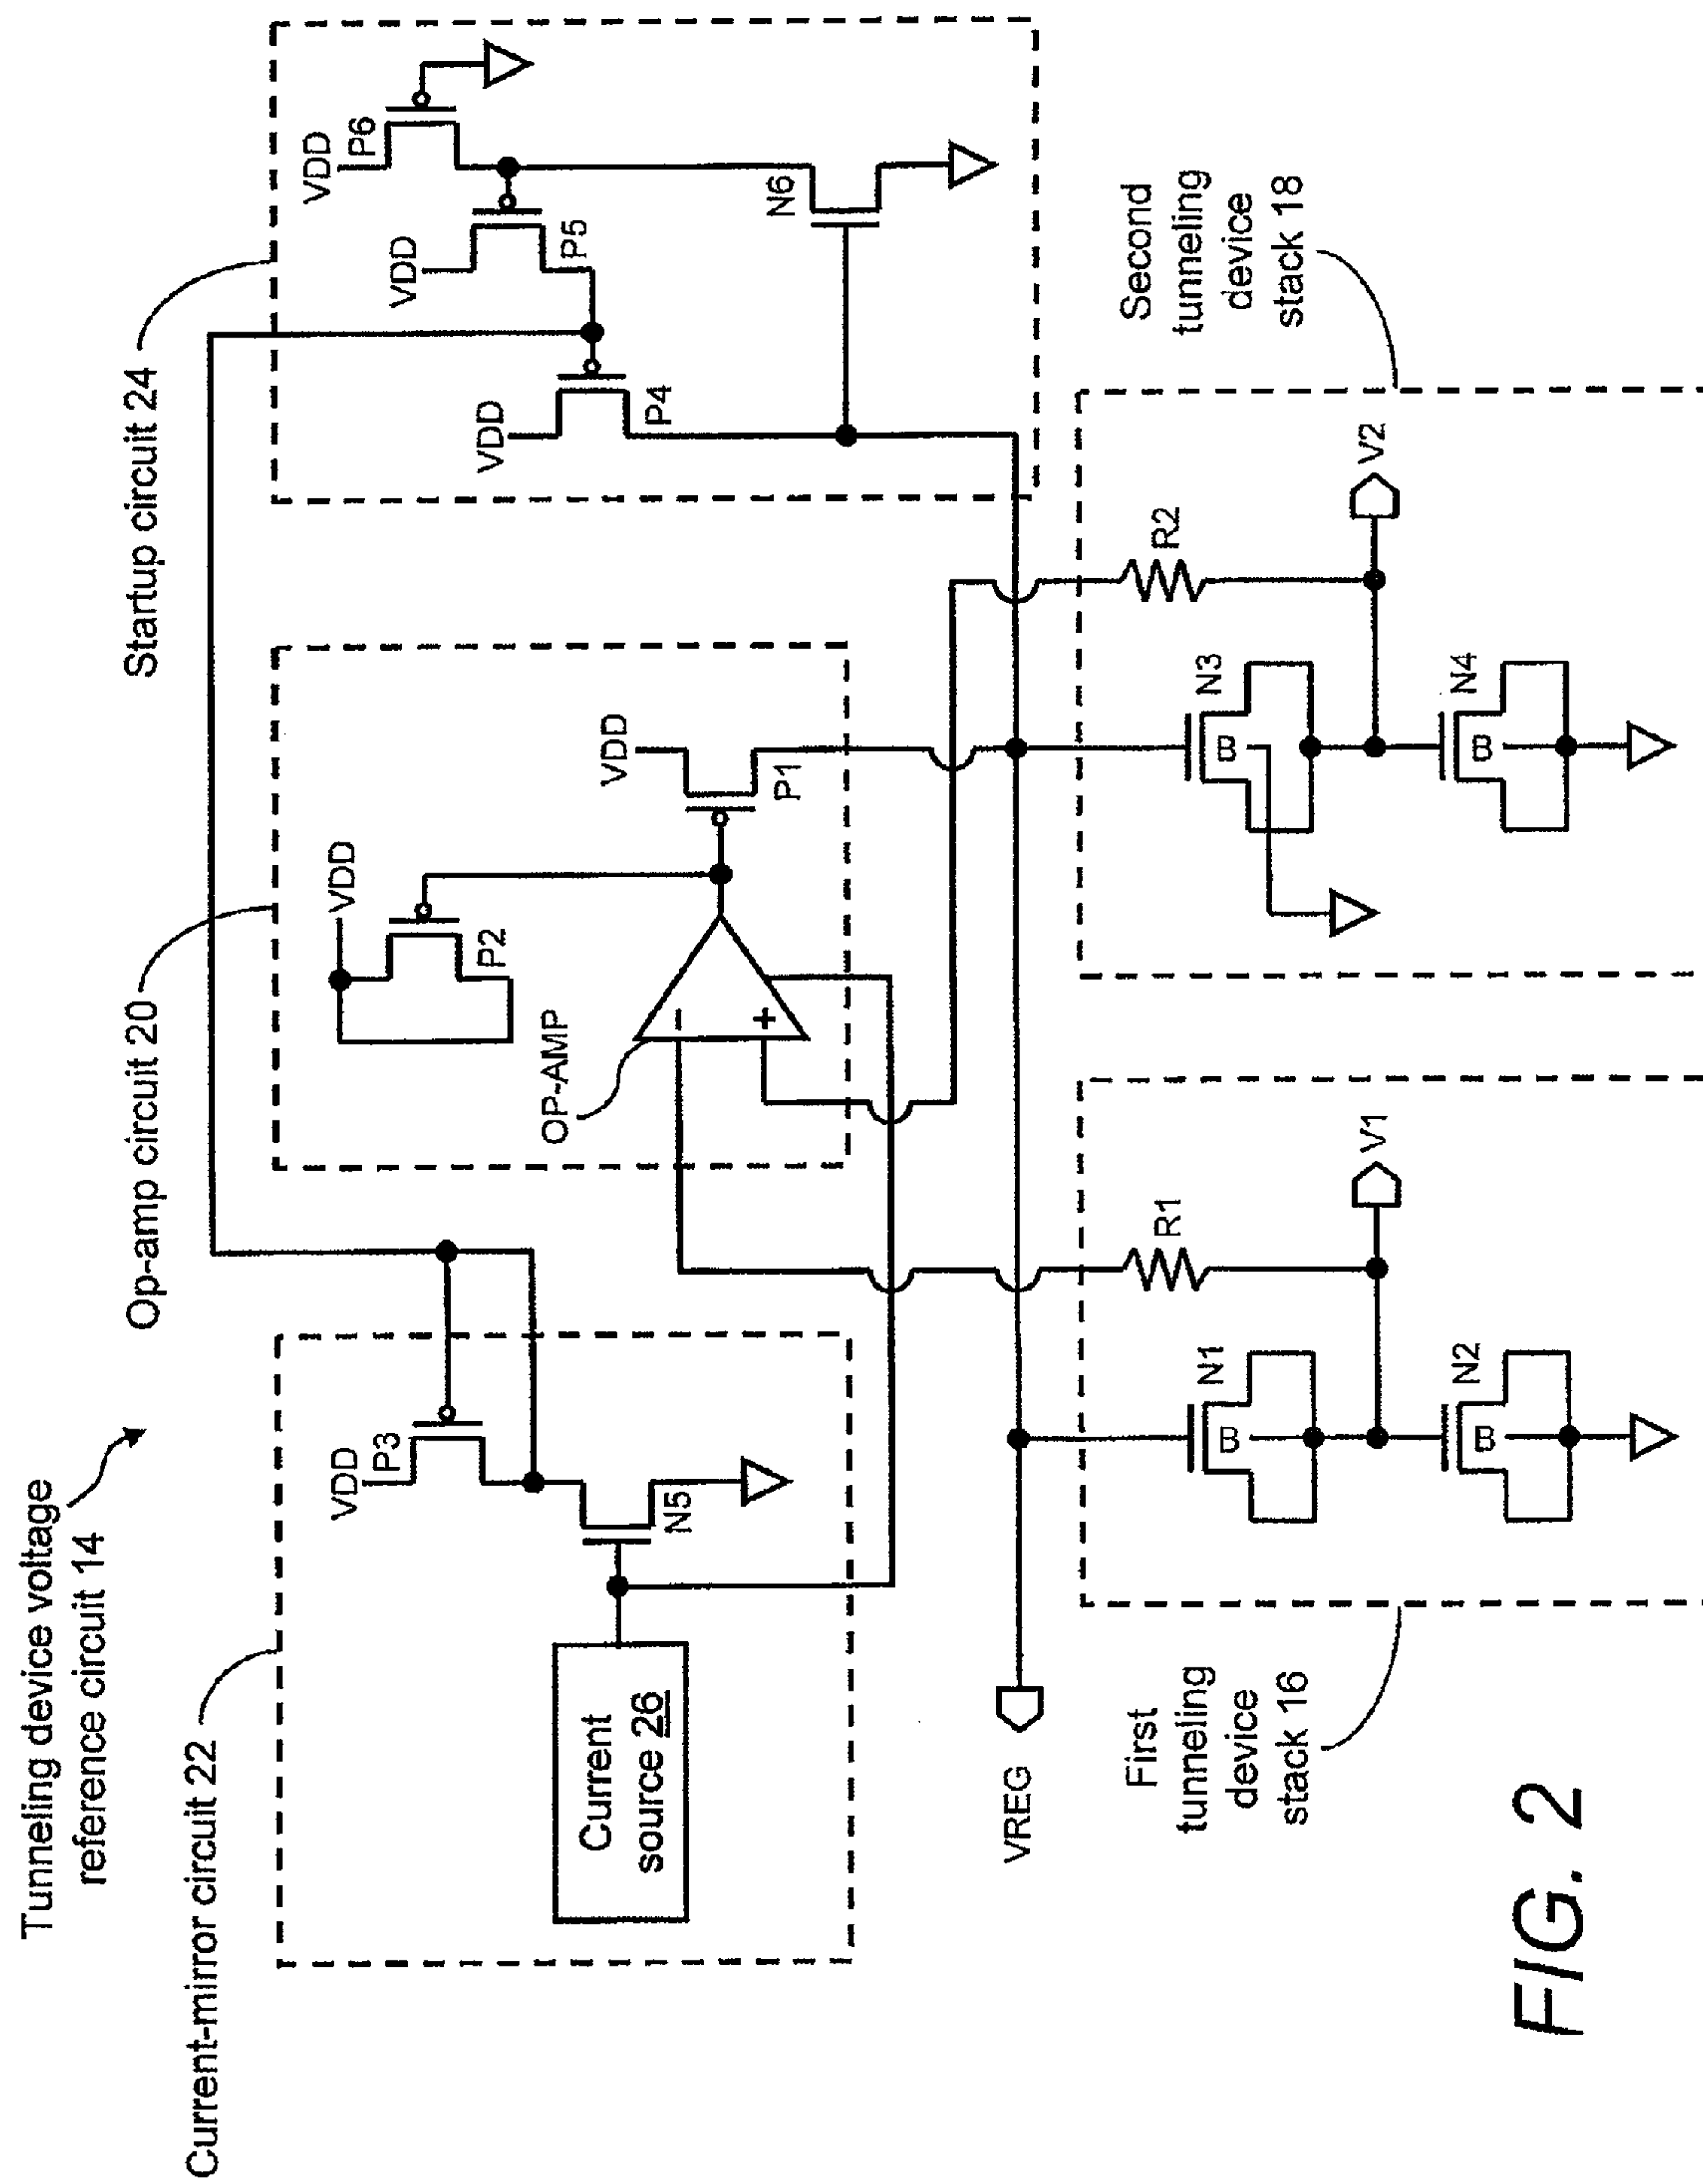 Tunneling device voltage
reference circuit 14
Current-mirror circuit 22
Op-amp circuit 20
Startup circuit 24
VDD
P3
N5
Current
source 26
VDD
P2
OP-AMP
-
+
VDD
P1
VDD
P6
VDD
P5
VDD
P4
N6
VREG
First
tunneling
device
stack 16
N1
B
N2
B
R1
V1
Second
tunneling
device
stack 18
N3
B
N4
B
R2
V2
FIG. 2